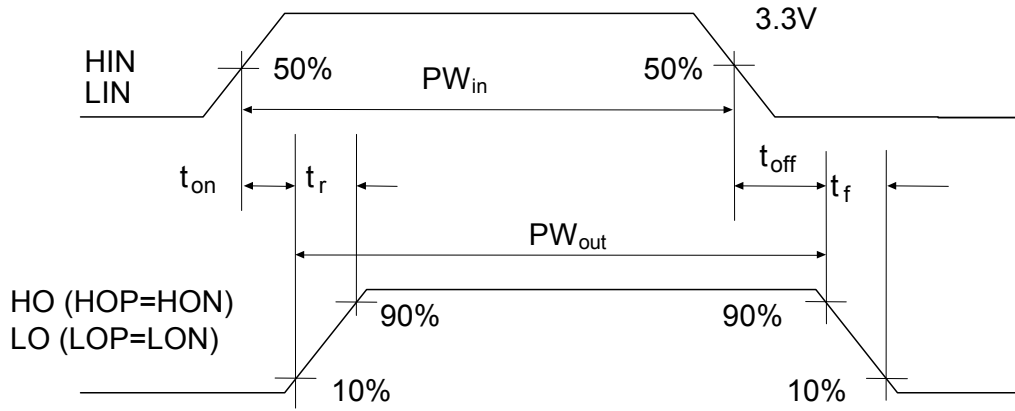 3.3V
HIN
LIN
50%
PWin
50%
ton
tr
toff
tf
PWout
HO (HOP=HON)
LO (LOP=LON)
90%
90%
10%
10%